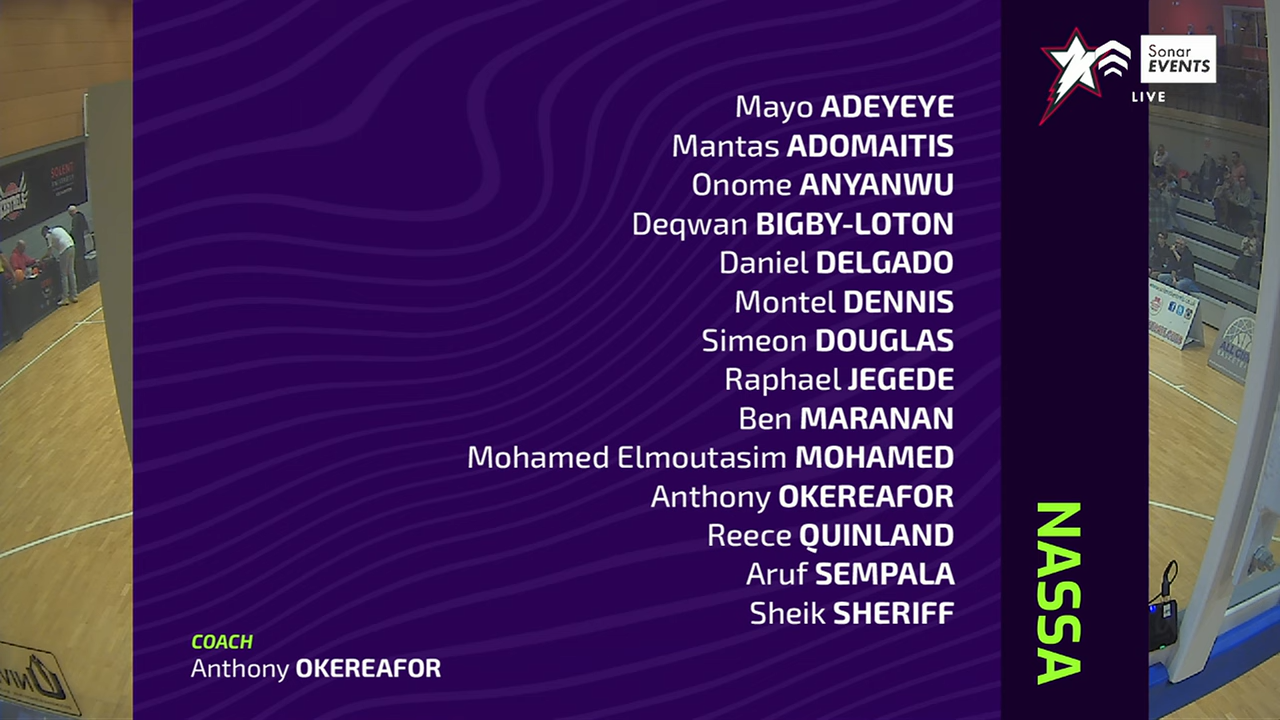 Mayo ADEYEYE
Mantas ADOMAITIS
Onome ANYANWU
Deqwan BIGBY-LOTON
Daniel DELGADO
Montel DENNIS
Simeon DOUGLAS
Raphael JEGEDE
Ben MARANAN
Mohamed Elmoutasim MOHAMED
Anthony OKEREAFOR
Reece QUINLAND
Aruf SEMPALA
Sheik SHERIFF
COACH
Anthony OKEREAFOR
NASSA
Sonar
EVENTS
LIVE
SOLENT